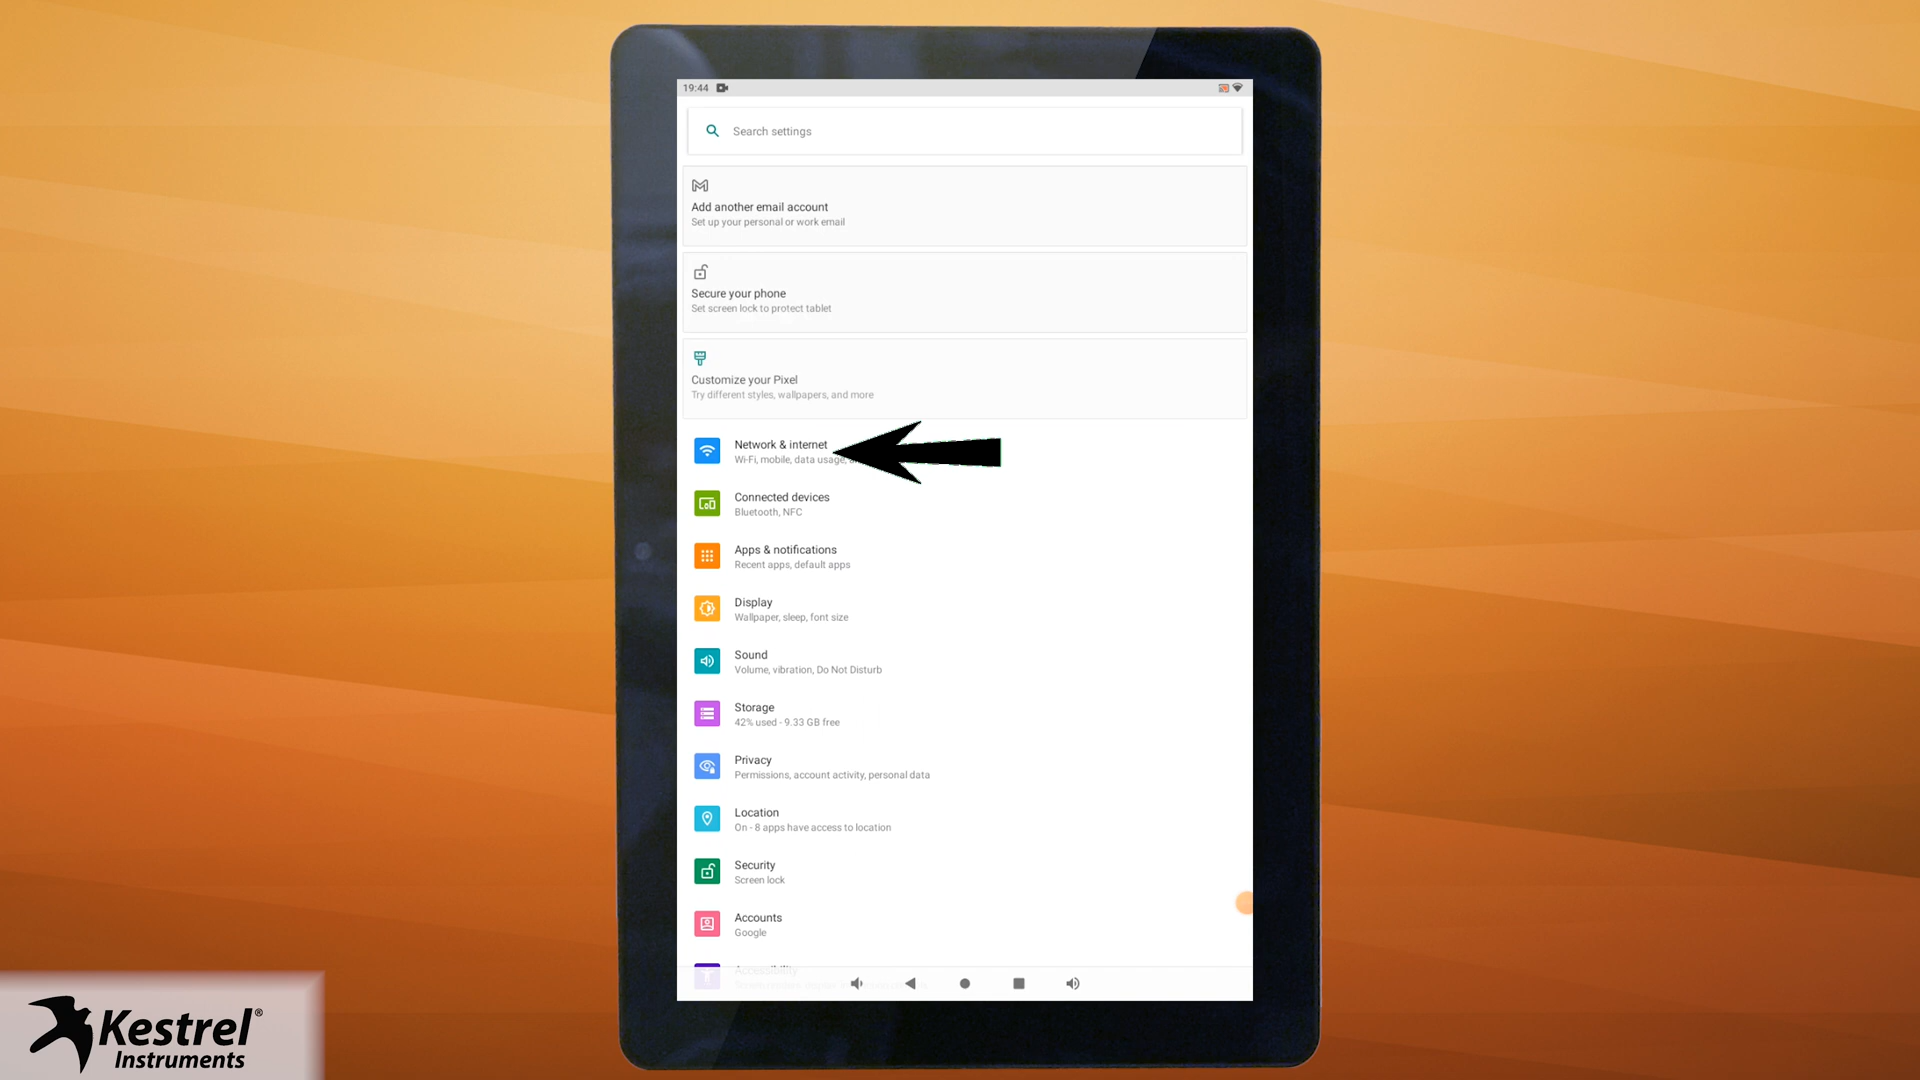 19:44
Search settings
Add another email account
Set up your personal or work email
Secure your phone
Set screen lock to protect tablet
Customize your Pixel
Try different styles, wallpapers, and more
Network & internet
Wi-Fi, mobile, data usage,
Connected devices
Bluetooth, NFC
Apps & notifications
Recent apps, default apps
Display
Wallpaper, sleep, font size
Sound
Volume, vibration, Do Not Disturb
Storage
42% used - 9.33 GB free
Privacy
Permissions, account activity, personal data
Location
On - 8 apps have access to location
Security
Screen lock
Accounts
Google
Accessibility
Kestrel®
Instruments